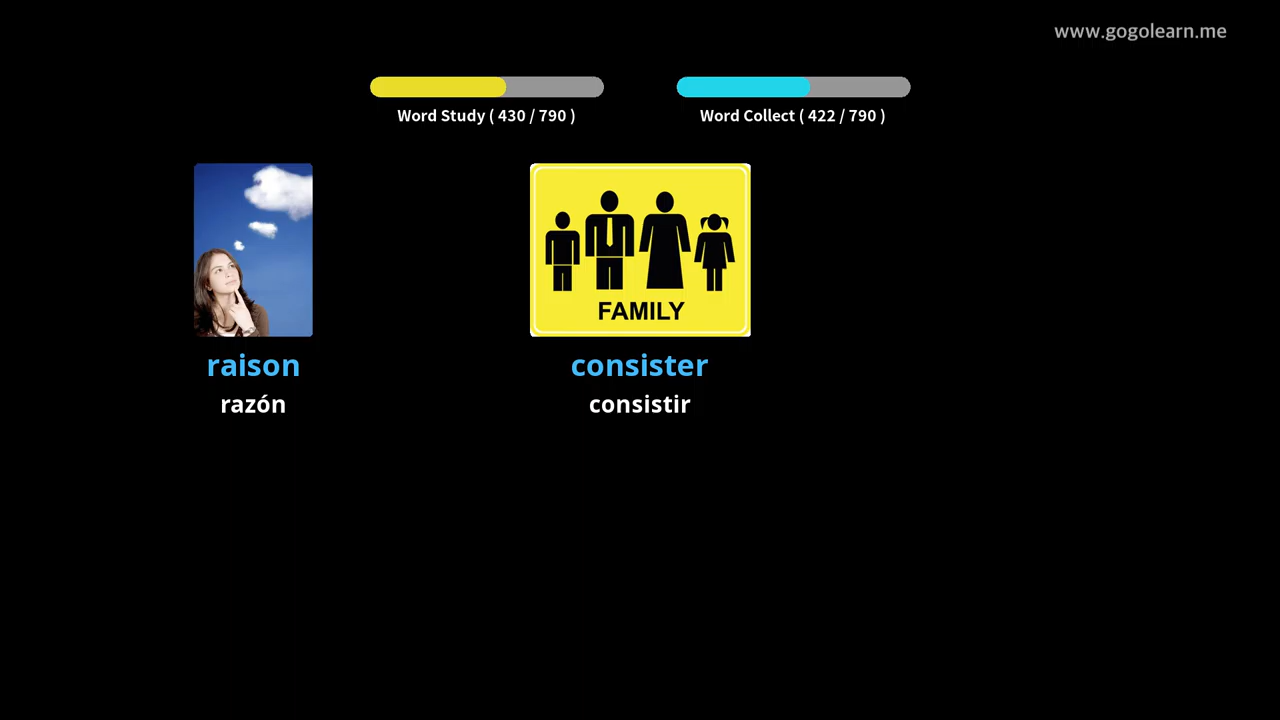 www.gogolearn.me
Word Study ( 430 / 790 )
Word Collect ( 422 / 790 )
FAMILY
raison
consister
razón
consistir